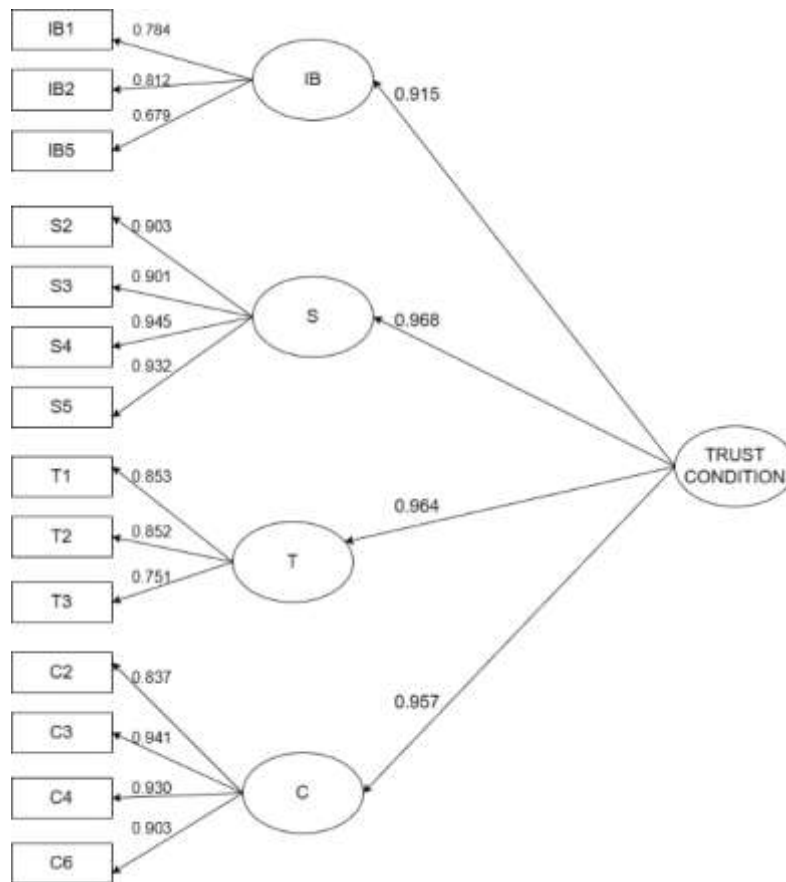 IB1
0.784
IB
IB2
0.812
0.915
0.679
IB5
S2
0.903
S3
0.901
S
0.968
0.945
S4
0.932
S5
TRUST
CONDITION
T1
0.853
0.964
T2
0.852
T
0.751
T3
C2
0.837
0.957
C3
0.941
C
C4
0.930
0.903
C6